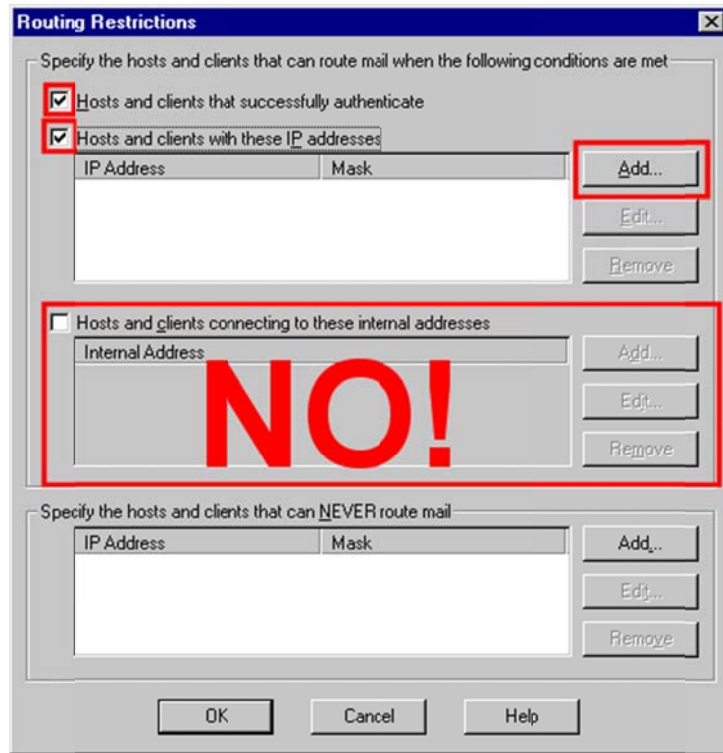 Routing Restrictions
Specify the hosts and clients that can route mail when the following conditions are met
Hosts and clients that successfully authenticate
Hosts and clients with these IP addresses
IP Address Mask Add...
Edit...
Remove
Hosts and clients connecting to these internal addresses
Internal Address Add...
NO!
Edit...
Remove
Specify the hosts and clients that can NEVER route mail
IP Address Mask Add...
Edit...
Remove
OK Cancel Help